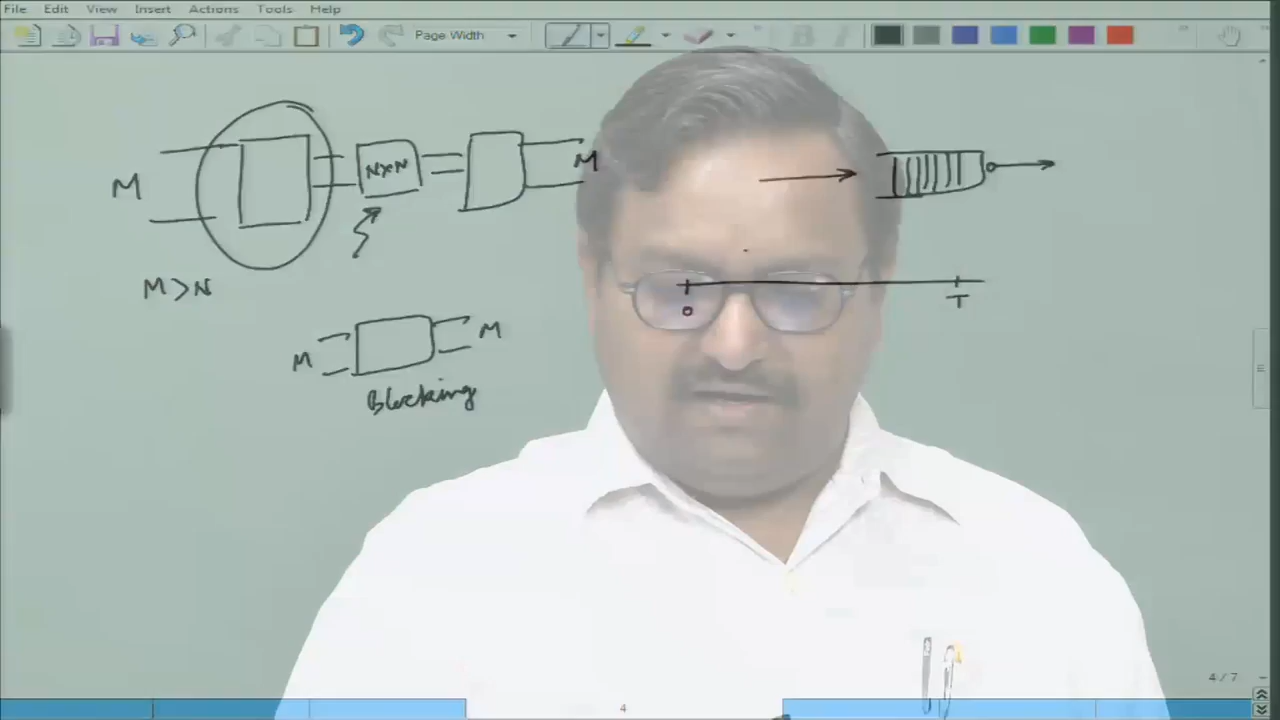 File Edit View Insert Actions Tools Help
Page Width
M
N×N
M
M>N
M
M
Blocking
0
T
4 / 7
4